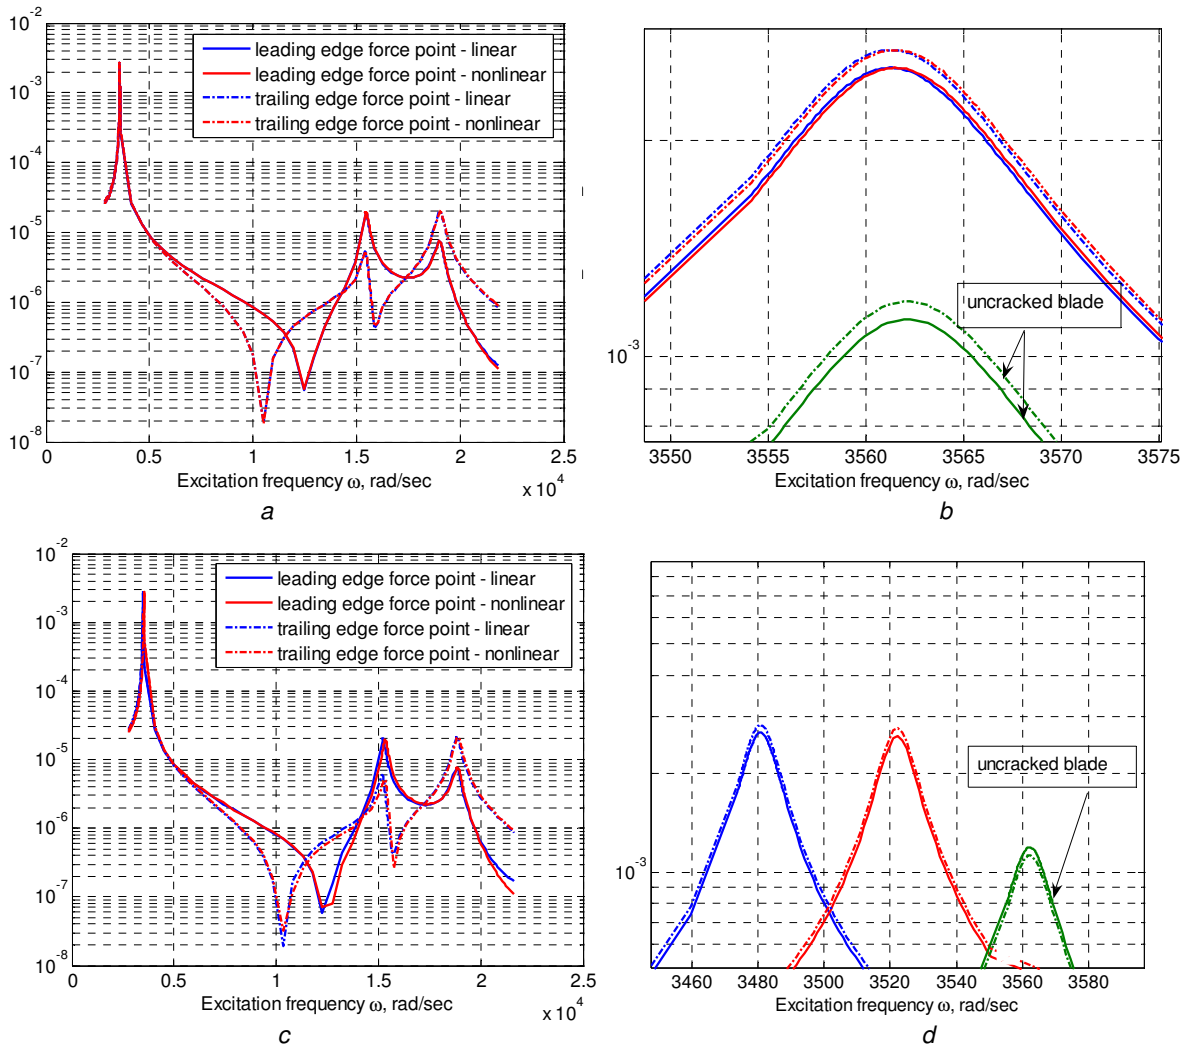 10^-2
10^-3
10^-4
10^-5
10^-6
10^-7
10^-8
leading edge force point - linear
leading edge force point - nonlinear
trailing edge force point - linear
trailing edge force point - nonlinear
0 0.5 1 1.5 2 2.5
Excitation frequency ω, rad/sec
x 10^4
a
uncracked blade
10^-3
3550 3555 3560 3565 3570 3575
Excitation frequency ω, rad/sec
b
10^-2
10^-3
10^-4
10^-5
10^-6
10^-7
10^-8
leading edge force point - linear
leading edge force point - nonlinear
trailing edge force point - linear
trailing edge force point - nonlinear
0 0.5 1 1.5 2 2.5
Excitation frequency ω, rad/sec
x 10^4
c
uncracked blade
10^-3
3460 3480 3500 3520 3540 3560 3580
Excitation frequency ω, rad/sec
d